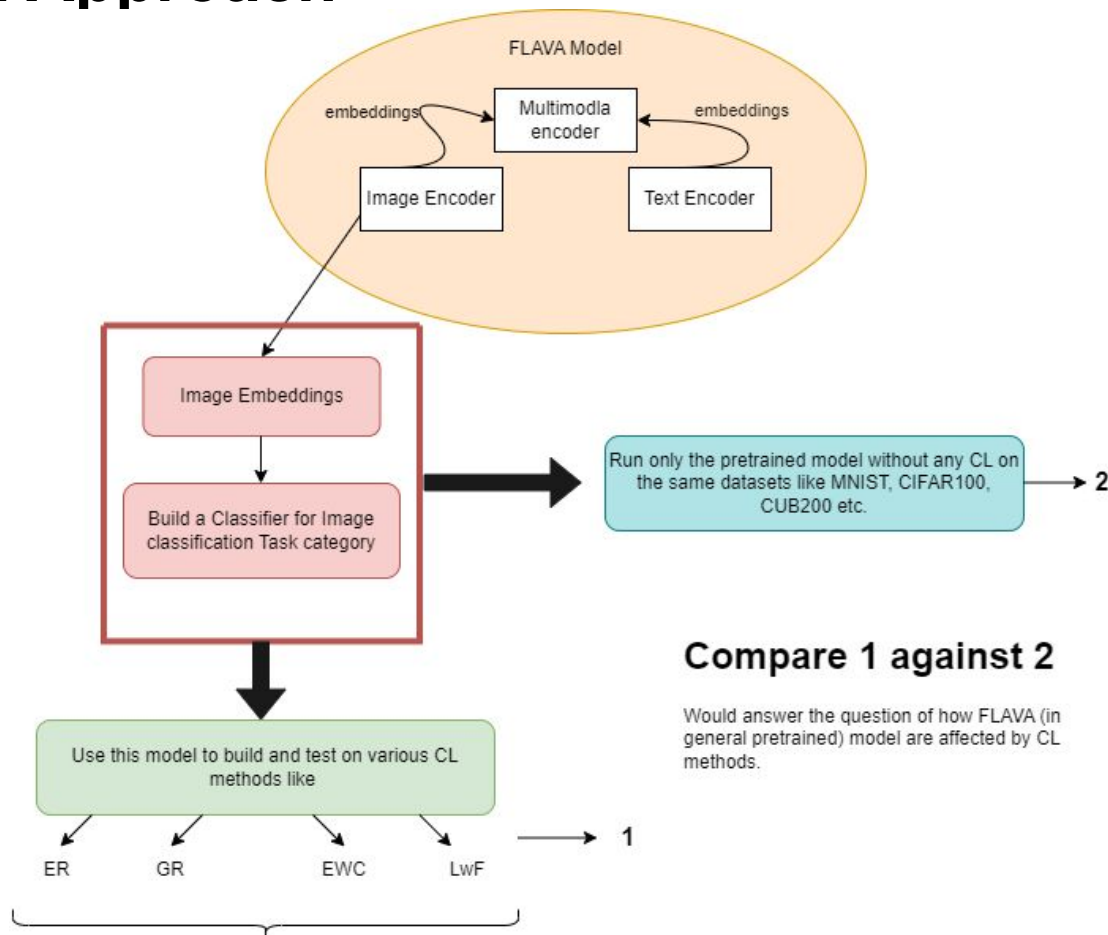 FLAVA Model
embeddings
Multimodla
encoder
embeddings
Image Encoder
Text Encoder
Image Embeddings
Build a Classifier for Image
classification Task category
Run only the pretrained model without any CL on
the same datasets like MNIST, CIFAR100,
CUB200 etc.
2
Compare 1 against 2
Would answer the question of how FLAVA (in
general pretrained) model are affected by CL
methods.
Use this model to build and test on various CL
methods like
1
ER
GR
EWC
LwF